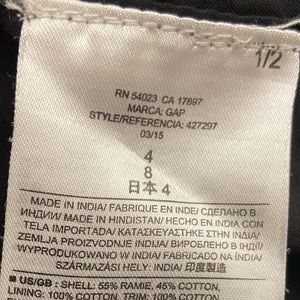 1/2
RN 54023 CA 17897
MARCA: GAP
STYLE/REFERENCIA: 427297
03/15
4
8
日本 4
MADE IN INDIA/ FABRIQUE EN INDE/ СДЕЛАНО В
ИНДИИ/ MADE IN HINDISTAN/ HECHO EN INDIA CON
TELA IMPORTADA/ ΚΑΤΑΣΚΕΥΑΣΤΗΚΕ ΣΤΗΝ INDIA/
ZEMLJA PROIZVODNJE INDIJA/ ВИРОБЛЕНО В ІНДІЇ/
WYPRODUKOWANO W INDIA/ FABRICADO NA ÍNDIA/
SZÁRMAZÁSI HELY: INDIA/ 印度製造
US/GB : SHELL: 55% RAMIE, 45% COTTON,
LINING: 100% COTTON, TRIM: 100% COTTON,